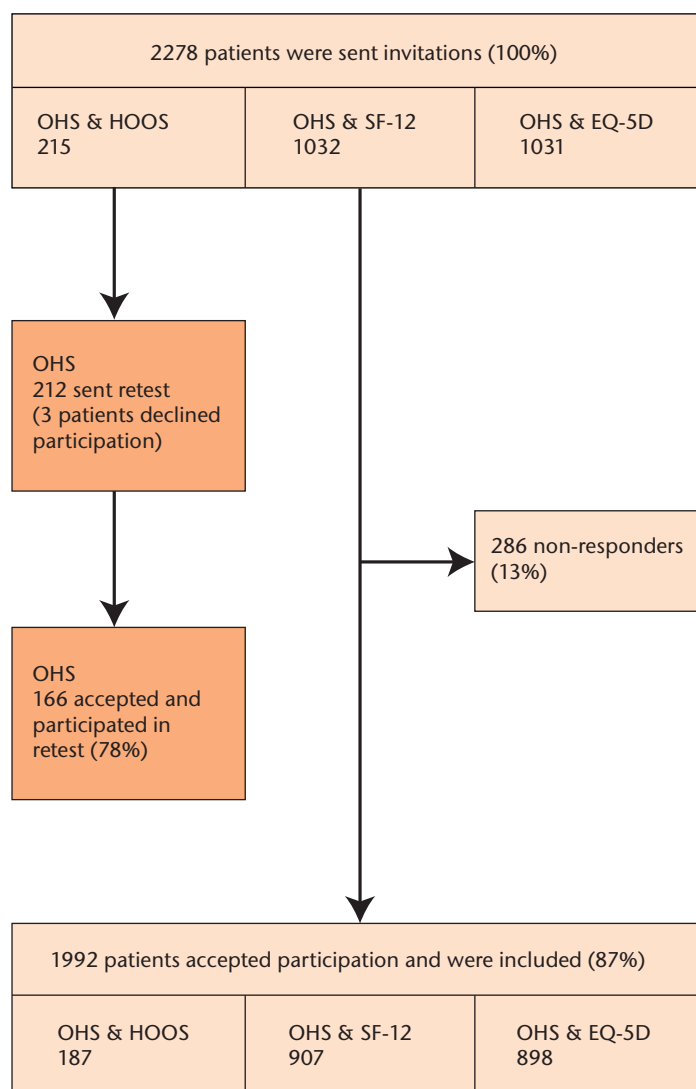 2278 patients were sent invitations (100%)
OHS & HOOS
215
OHS & SF-12
1032
OHS & EQ-5D
1031
OHS
212 sent retest
(3 patients declined
participation)
286 non-responders
(13%)
OHS
166 accepted and
participated in
retest (78%)
1992 patients accepted participation and were included (87%)
OHS & HOOS
187
OHS & SF-12
907
OHS & EQ-5D
898